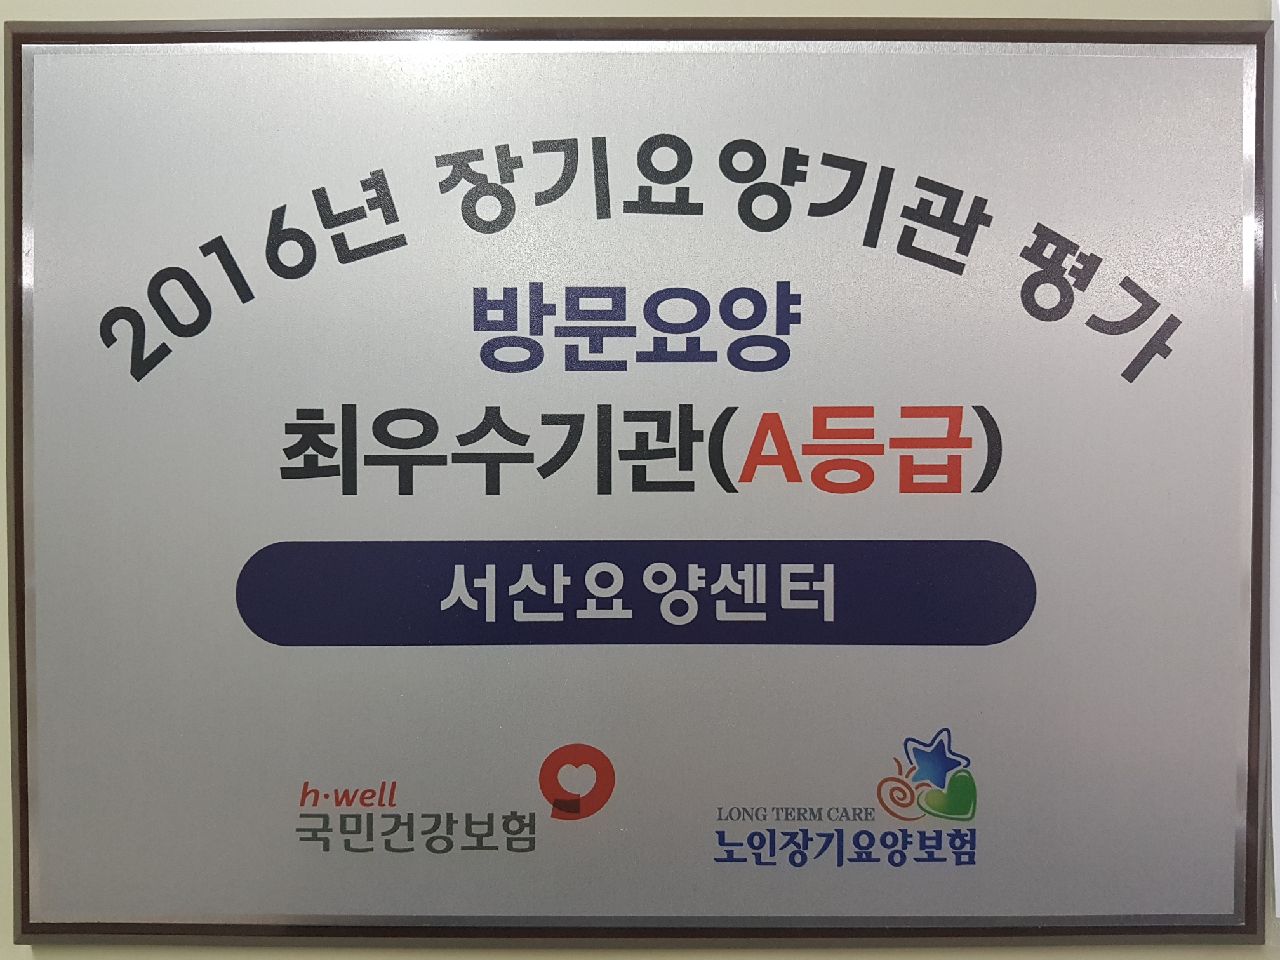 2016년 장기요양기관 평가
방문요양
최우수기관(A등급)
서산요양센터
h·well
국민건강보험
LONG TERM CARE
노인장기요양보험